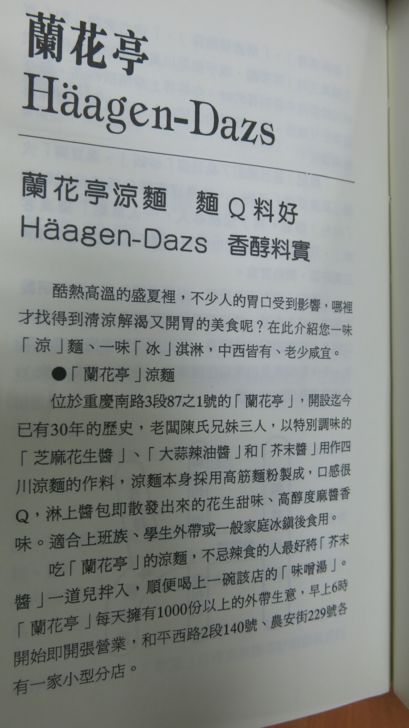 蘭花亭
Häagen-Dazs
蘭花亭涼麵　麵Q料好
Häagen-Dazs　香醇料實
酷熱高溫的盛夏裡，不少人的胃口受到影響，哪裡
才找得到清涼解渴又開胃的美食呢？在此介紹您一味
「涼」麵、一味「冰」淇淋，中西皆有、老少咸宜。
●「蘭花亭」涼麵
位於重慶南路3段87之1號的「蘭花亭」，開設迄今
已有30年的歷史，老闆陳氏兄妹三人，以特別調味的
「芝麻花生醬」、「大蒜辣油醬」和「芥末醬」用作四
川涼麵的作料，涼麵本身採用高筋麵粉製成，口感很
Q，淋上醬包即散發出來的花生甜味、高醇度麻醬香
味。適合上班族、學生外帶或一般家庭冰鎮後食用。
吃「蘭花亭」的涼麵，不忌辣食的人最好將「芥末
醬」一道兒拌入，順便喝上一碗該店的「味噌湯」。
「蘭花亭」每天擁有1000份以上的外帶生意，早上6時
開始即開張營業，和平西路2段140號、農安街229號各
有一家小型分店。